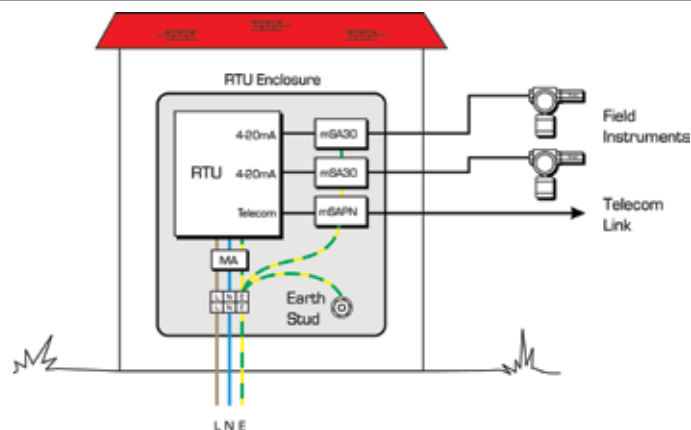 RTU Enclosure
4-20mA
mSA30
Field
Instruments
RTU
4-20mA
mSA30
Telecom
mSAPN
Telecom
Link
MA
L N E
L N E
Earth
Stud
L N E